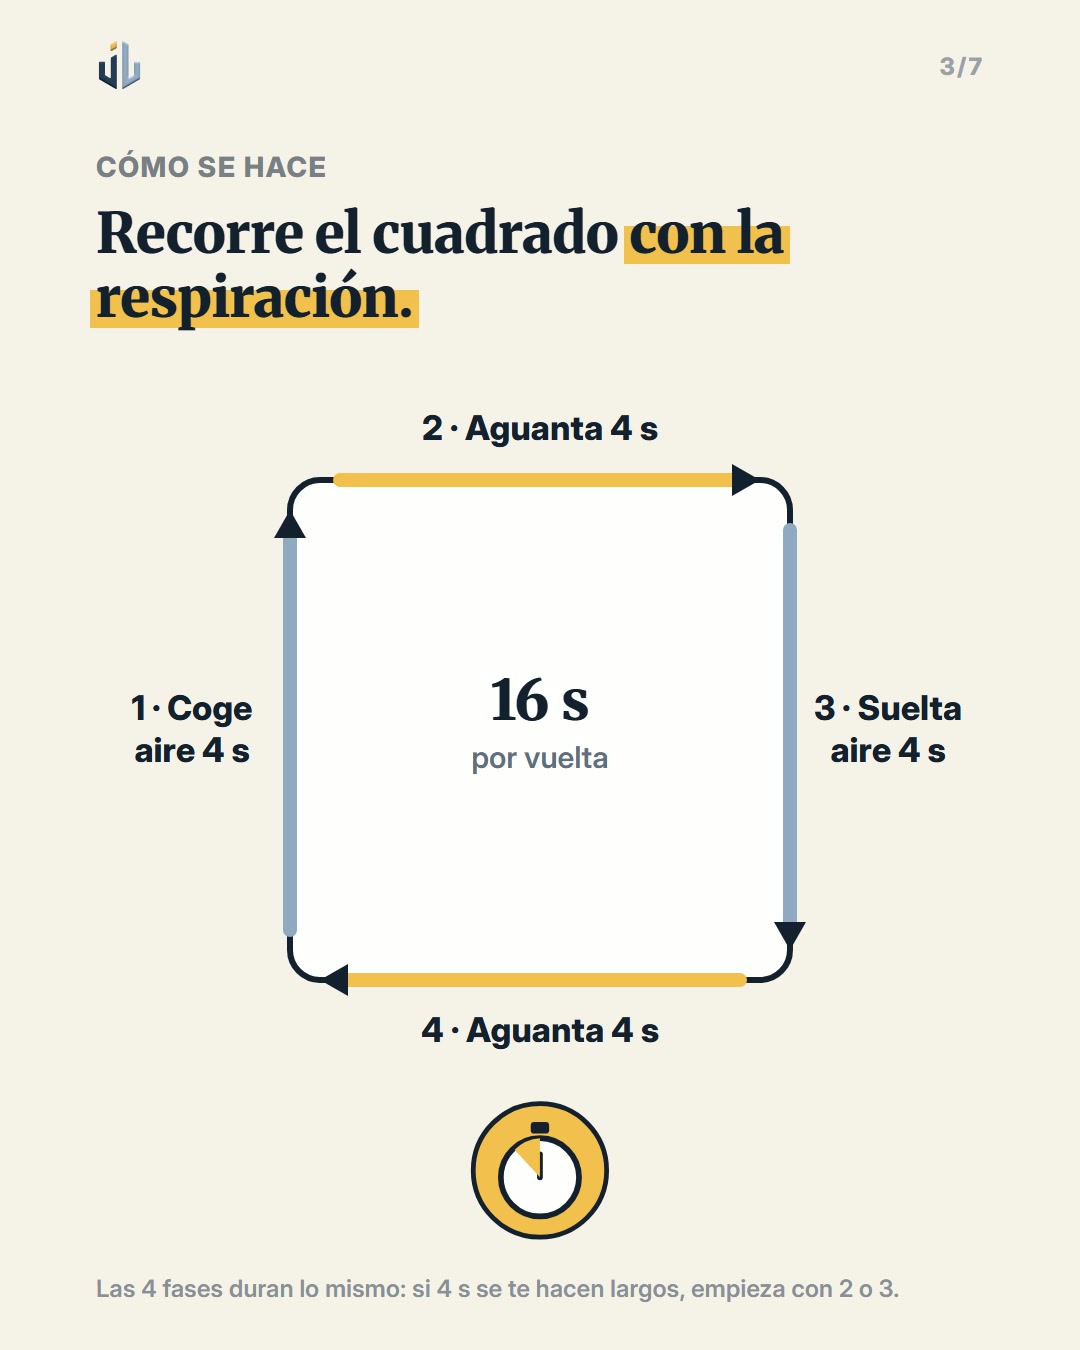 3/7
CÓMO SE HACE
Recorre el cuadrado con la
respiración.
2 · Aguanta 4 s
1 · Coge
aire 4 s
16 s
por vuelta
3 · Suelta
aire 4 s
4 · Aguanta 4 s
Las 4 fases duran lo mismo: si 4 s se te hacen largos, empieza con 2 o 3.